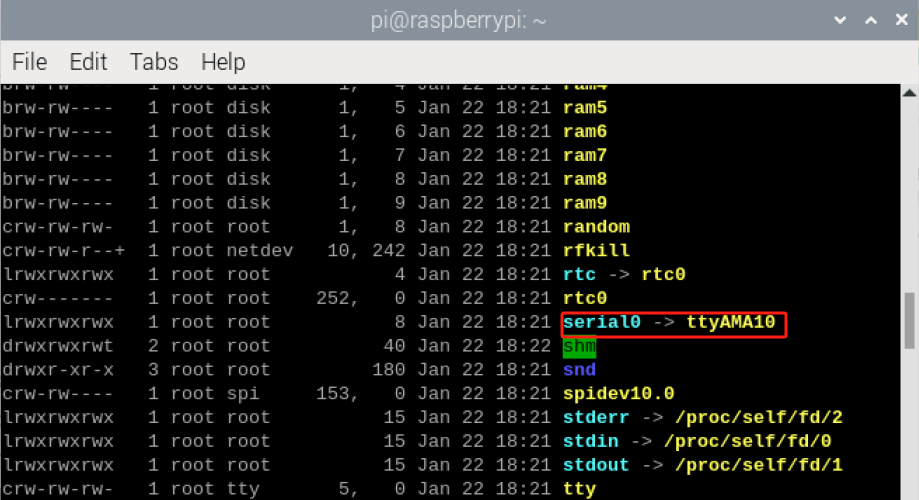 pi@raspberrypi: ~
File Edit Tabs Help
brw-rw---- 1 root disk 1, 4 Jan 22 18:21 ram4
brw-rw---- 1 root disk 1, 5 Jan 22 18:21 ram5
brw-rw---- 1 root disk 1, 6 Jan 22 18:21 ram6
brw-rw---- 1 root disk 1, 7 Jan 22 18:21 ram7
brw-rw---- 1 root disk 1, 8 Jan 22 18:21 ram8
brw-rw---- 1 root disk 1, 9 Jan 22 18:21 ram9
crw-rw-rw- 1 root root 1, 8 Jan 22 18:21 random
crw-rw-r--+ 1 root netdev 10, 242 Jan 22 18:21 rfkill
lrwxrwxrwx 1 root root 4 Jan 22 18:21 rtc -> rtc0
crw------- 1 root root 252, 0 Jan 22 18:21 rtc0
lrwxrwxrwx 1 root root 8 Jan 22 18:21 serial0 -> ttyAMA10
drwxrwxrwt 2 root root 40 Jan 22 18:22 shm
drwxr-xr-x 3 root root 180 Jan 22 18:21 snd
crw-rw---- 1 root spi 153, 0 Jan 22 18:21 spidev10.0
lrwxrwxrwx 1 root root 15 Jan 22 18:21 stderr -> /proc/self/fd/2
lrwxrwxrwx 1 root root 15 Jan 22 18:21 stdin -> /proc/self/fd/0
lrwxrwxrwx 1 root root 15 Jan 22 18:21 stdout -> /proc/self/fd/1
crw-rw-rw- 1 root tty 5, 0 Jan 22 18:21 tty